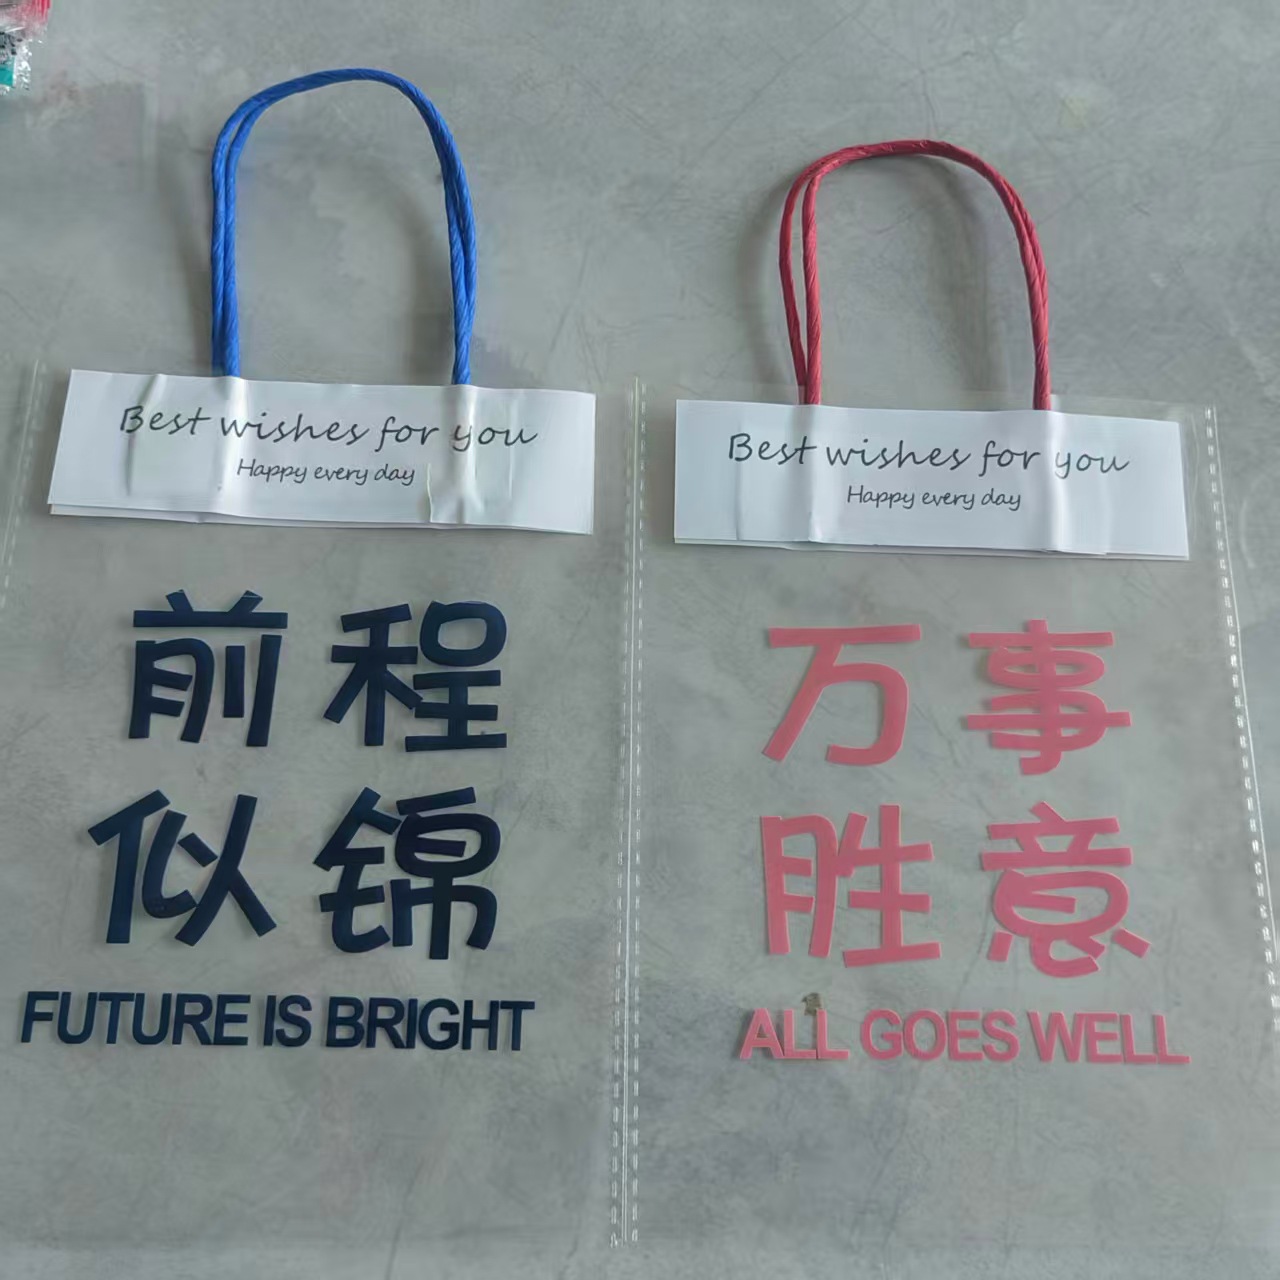 Best wishes for you
Happy every day
前程
似锦
FUTURE IS BRIGHT
Best wishes for you
Happy every day
万事
胜意
ALL GOES WELL